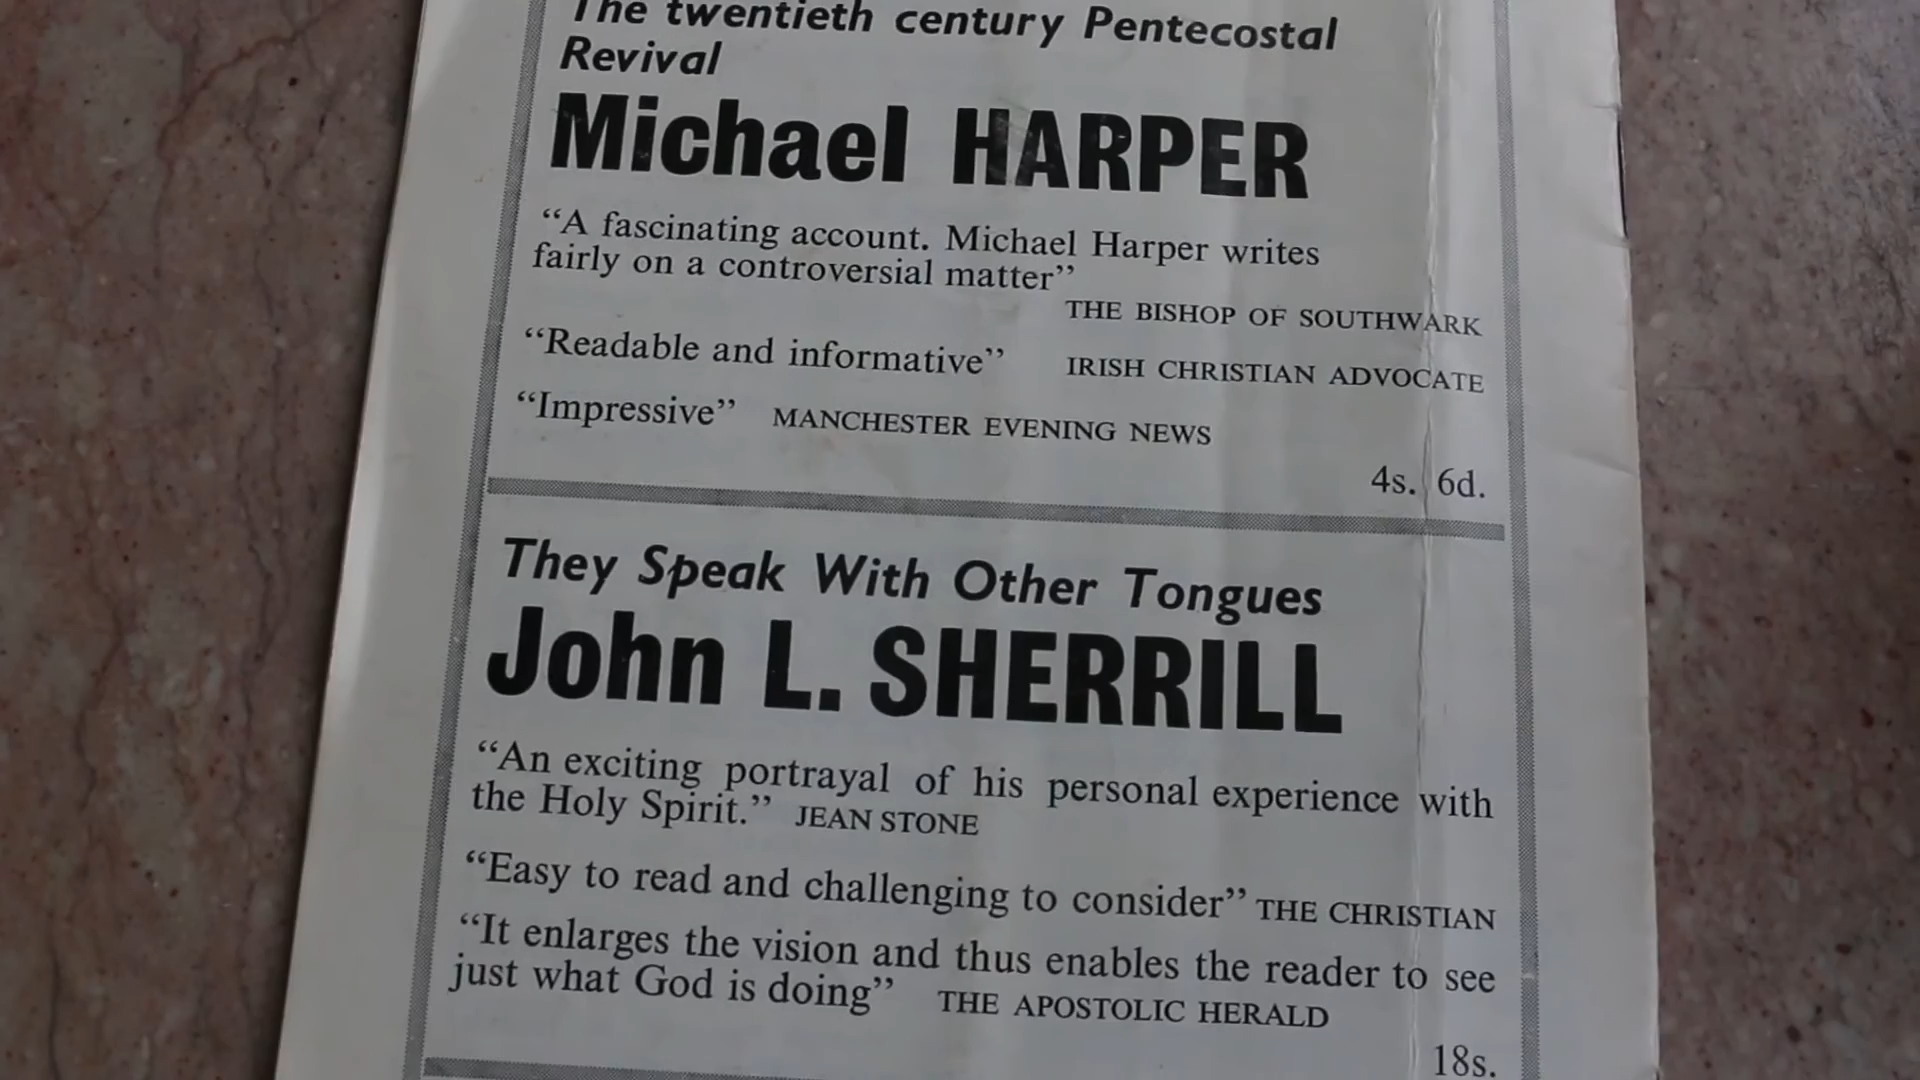 The twentieth century Pentecostal
Revival
Michael HARPER
“A fascinating account. Michael Harper writes
fairly on a controversial matter”
THE BISHOP OF SOUTHWARK
“Readable and informative” IRISH CHRISTIAN ADVOCATE
“Impressive” MANCHESTER EVENING NEWS
4s. 6d.
They Speak With Other Tongues
John L. SHERRILL
“An exciting portrayal of his personal experience with
the Holy Spirit.” JEAN STONE
“Easy to read and challenging to consider” THE CHRISTIAN
“It enlarges the vision and thus enables the reader to see
just what God is doing” THE APOSTOLIC HERALD
18s.